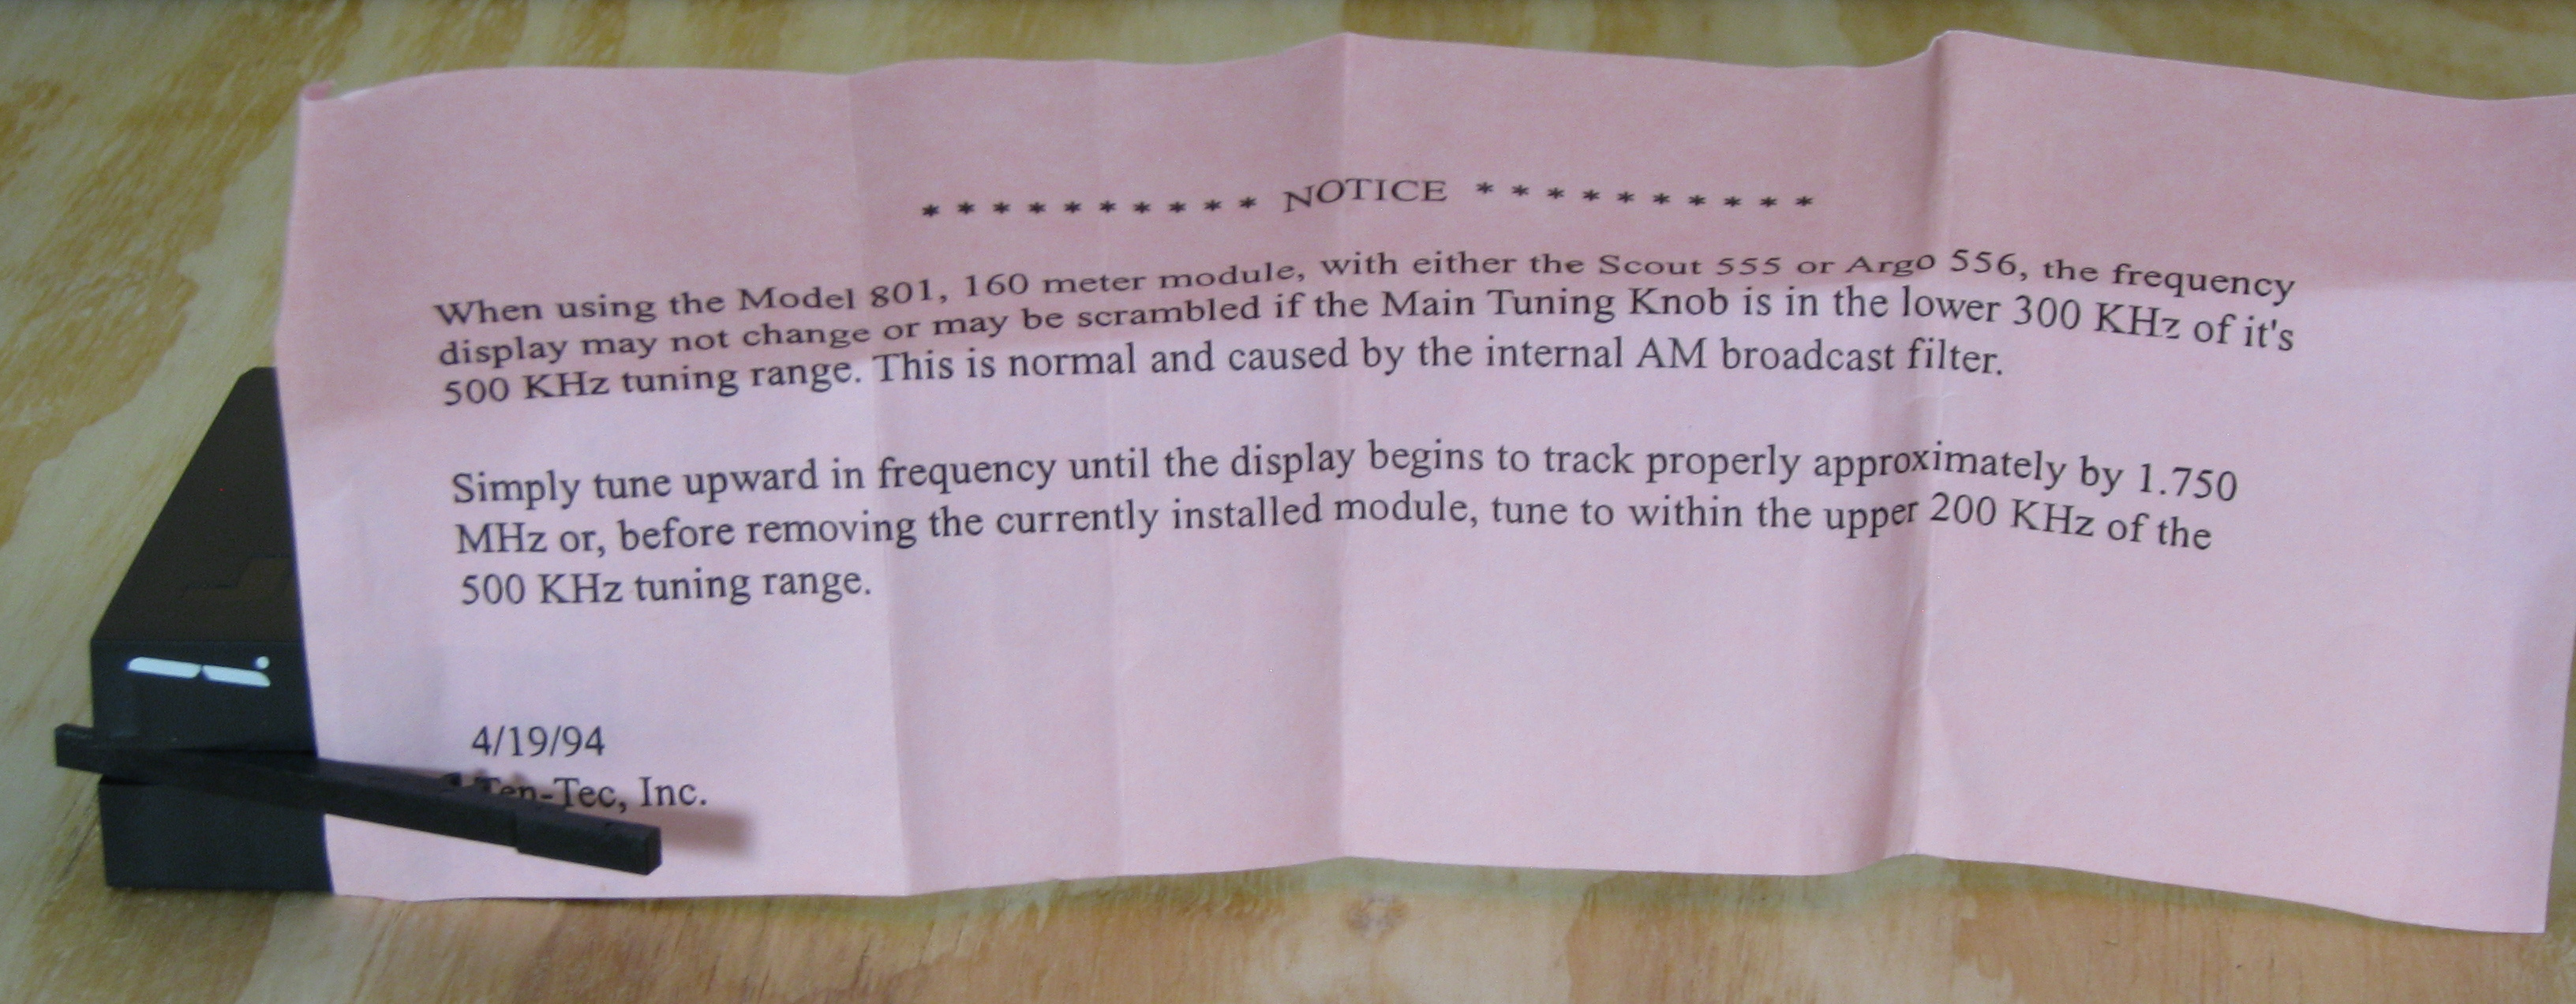 * * * * * * * * * * NOTICE * * * * * * * * * *
When using the Model 801, 160 meter module, with either the Scout 555 or Argo 556, the frequency
display may not change or may be scrambled if the Main Tuning Knob is in the lower 300 KHz of it's
500 KHz tuning range. This is normal and caused by the internal AM broadcast filter.
Simply tune upward in frequency until the display begins to track properly approximately by 1.750
MHz or, before removing the currently installed module, tune to within the upper 200 KHz of the
500 KHz tuning range.
4/19/94
Ten-Tec, Inc.